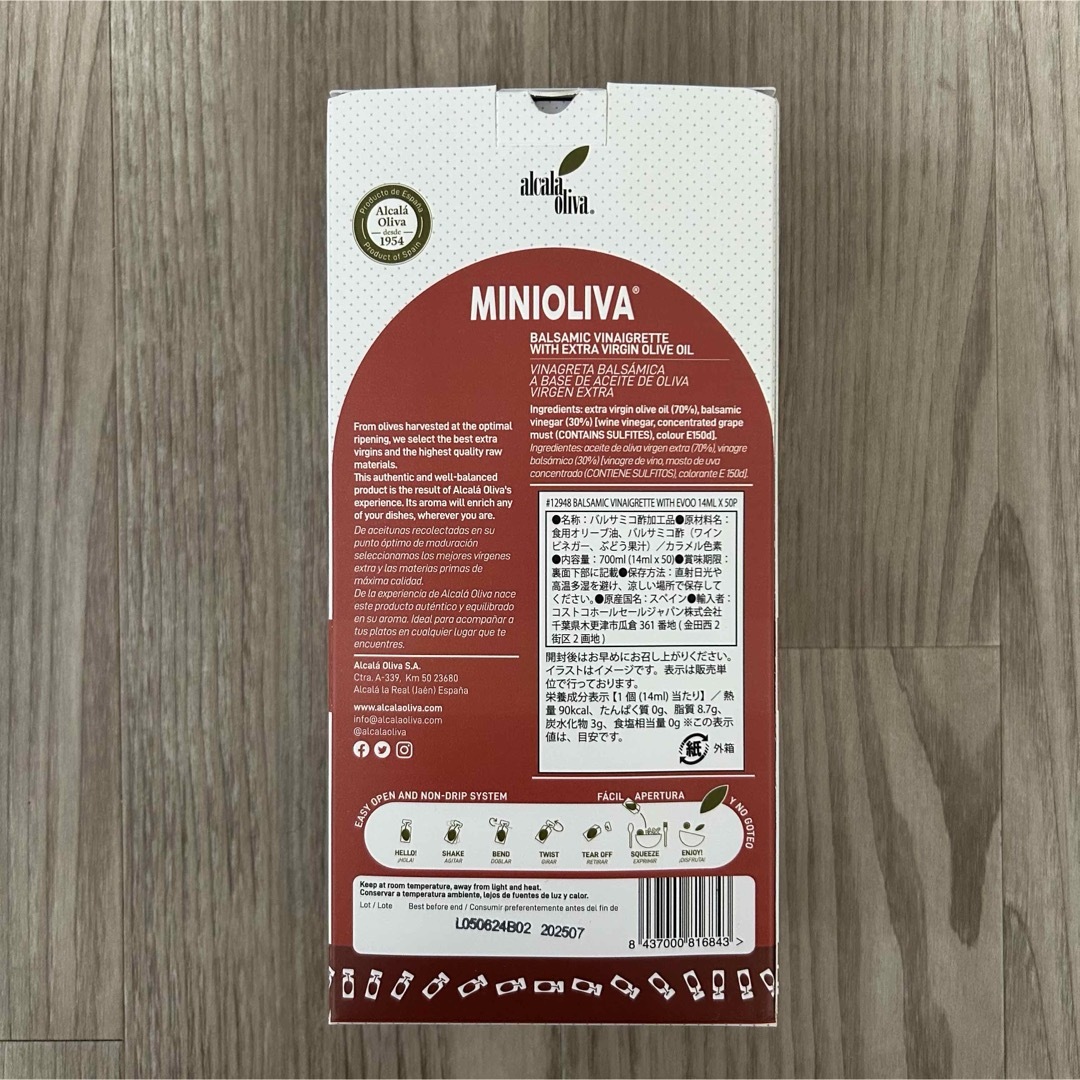 alcala
oliva®
Producto de España
Alcalá
Oliva
desde
1954
Product of Spain
MINIOLIVA®
BALSAMIC VINAIGRETTE
WITH EXTRA VIRGIN OLIVE OIL
VINAGRETA BALSÁMICA
A BASE DE ACEITE DE OLIVA
VIRGEN EXTRA
Ingredients: extra virgin olive oil (70%), balsamic
vinegar (30%) [wine vinegar, concentrated grape
must (CONTAINS SULFITES), colour E150d].
Ingredientes: aceite de oliva virgen extra (70%), vinagre
balsámico (30%) [vinagre de vino, mosto de uva
concentrado (CONTIENE SULFITOS), colorante E 150d].
From olives harvested at the optimal
ripening, we select the best extra
virgins and the highest quality raw
materials.
This authentic and well-balanced
product is the result of Alcalá Oliva's
experience. Its aroma will enrich any
of your dishes, wherever you are.
De aceitunas recolectadas en su
punto óptimo de maduración
seleccionamos los mejores vírgenes
extra y las materias primas de
máxima calidad.
De la experiencia de Alcalá Oliva nace
este producto auténtico y equilibrado
en su aroma. Ideal para acompañar a
tus platos en cualquier lugar que te
encuentres.
Alcalá Oliva S.A.
Ctra. A-339, Km 50 23680
Alcalá la Real (Jaén) España
www.alcalaoliva.com
info@alcalaoliva.com
@alcalaoliva
#12948 BALSAMIC VINAIGRETTE WITH EVOO 14ML X 50P
●名称：バルサミコ酢加工品●原材料名：
食用オリーブ油、バルサミコ酢（ワイン
ビネガー、ぶどう果汁）／カラメル色素
●内容量：700ml (14ml x 50)●賞味期限：
裏面下部に記載●保存方法：直射日光や
高温多湿を避け、涼しい場所で保存して
ください。●原産国名：スペイン●輸入者：
コストコホールセールジャパン株式会社
千葉県木更津市瓜倉 361 番地 ( 金田西 2
街区 2 画地 )
開封後はお早めにお召し上がりください。
イラストはイメージです。表示は販売単
位で行っております。
栄養成分表示【1 個 (14ml) 当たり】／ 熱
量 90kcal、たんぱく質 0g、脂質 8.7g、
炭水化物 3g、食塩相当量 0g ※この表示
値は、目安です。
紙 外箱
EASY OPEN AND NON-DRIP SYSTEM
FÁCIL APERTURA Y NO GOTEO
HELLO! SHAKE BEND TWIST TEAR OFF SQUEEZE ENJOY!
¡HOLA! AGITAR DOBLAR GIRAR RETIRAR EXPRIMIR ¡DISFRUTA!
Keep at room temperature, away from light and heat.
Conservar a temperatura ambiente, lejos de fuentes de luz y calor.
Lot / Lote Best before end / Consumir preferentemente antes del fin de
L050624B02 202507
8 437000 816843 >